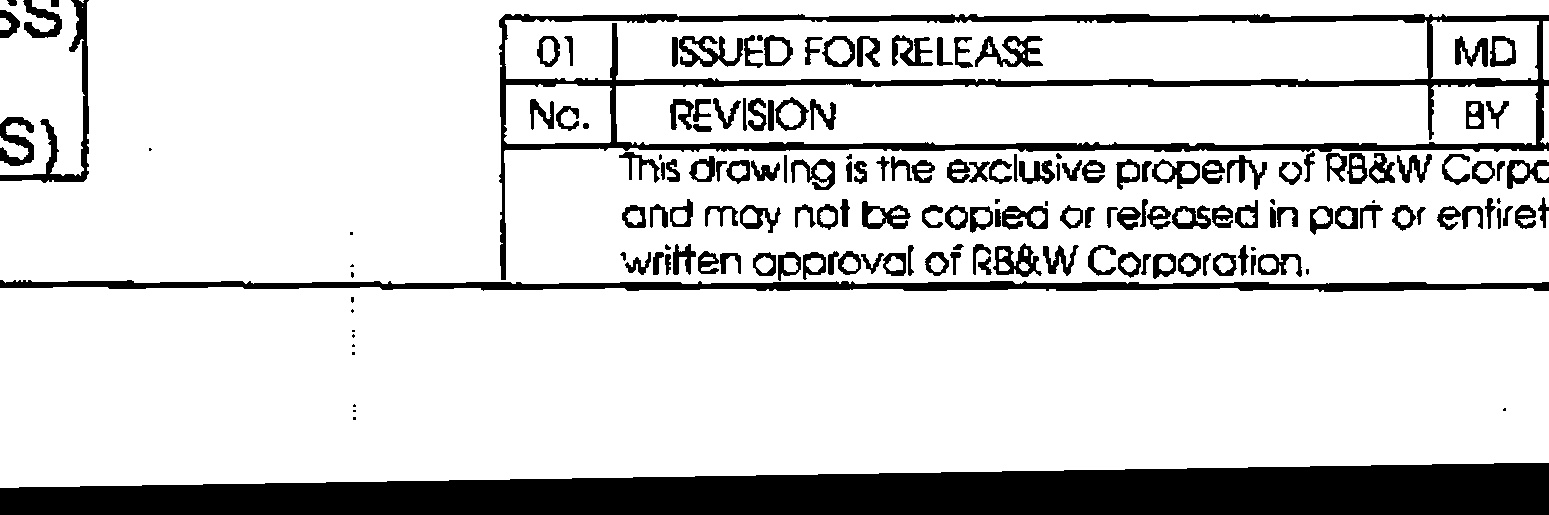 SS)
S)
01 ISSUED FOR RELEASE MD
No. REVISION BY
This drawing is the exclusive property of RB&W Corpo
and may not be copied or released in part or entiret
written approval of RB&W Corporation.